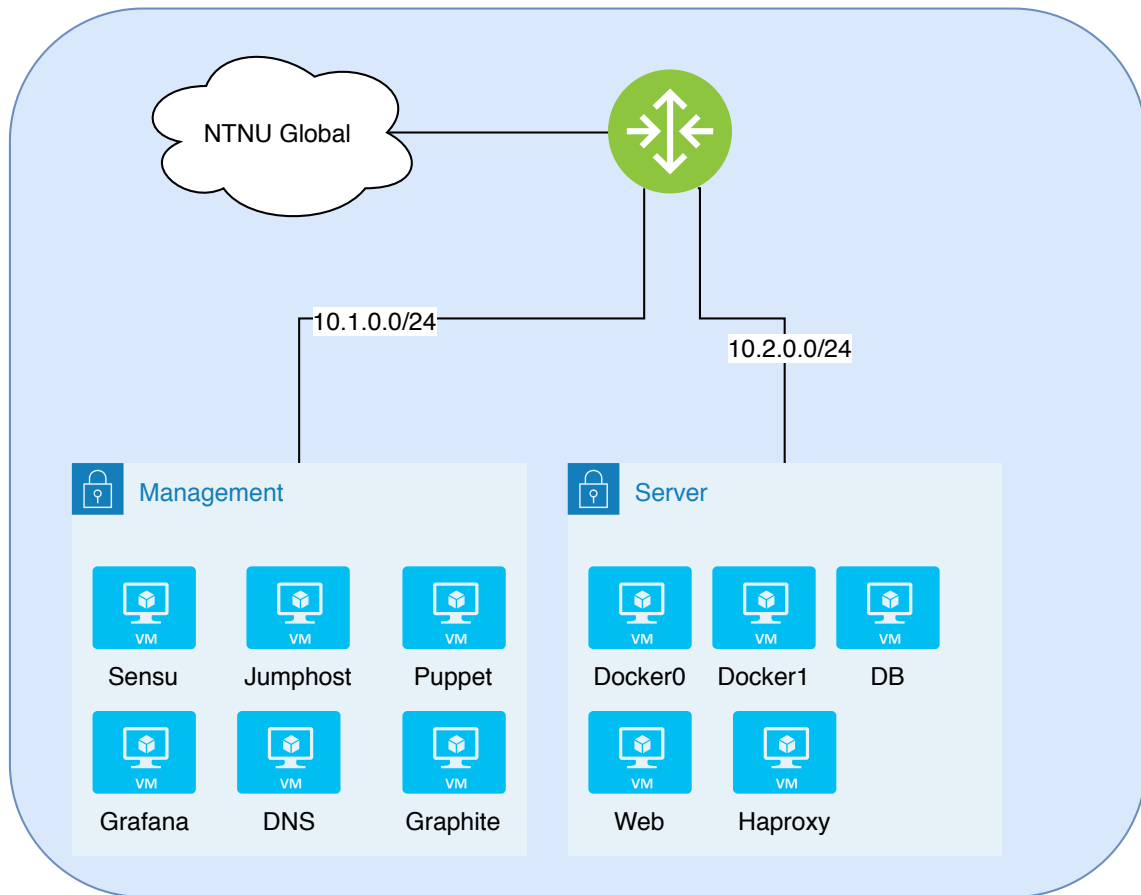 NTNU Global
10.1.0.0/24
10.2.0.0/24
Management
VM
Sensu
VM
Jumphost
VM
Puppet
VM
Grafana
VM
DNS
VM
Graphite
Server
VM
Docker0
VM
Docker1
VM
DB
VM
Web
VM
Haproxy